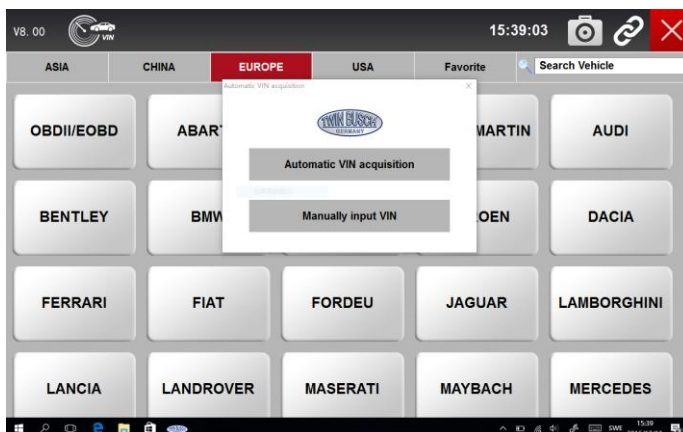 V8. 00 VIN 15:39:03
ASIA CHINA EUROPE USA Favorite Search Vehicle
Automatic VIN acquisition
TWIN BUSCH
GERMANY
OBDII/EOBD ABAR MARTIN AUDI
Automatic VIN acquisition
BENTLEY BMW Manually input VIN OEN DACIA
FERRARI FIAT FORDEU JAGUAR LAMBORGHINI
LANCIA LANDROVER MASERATI MAYBACH MERCEDES
SWE 15:39